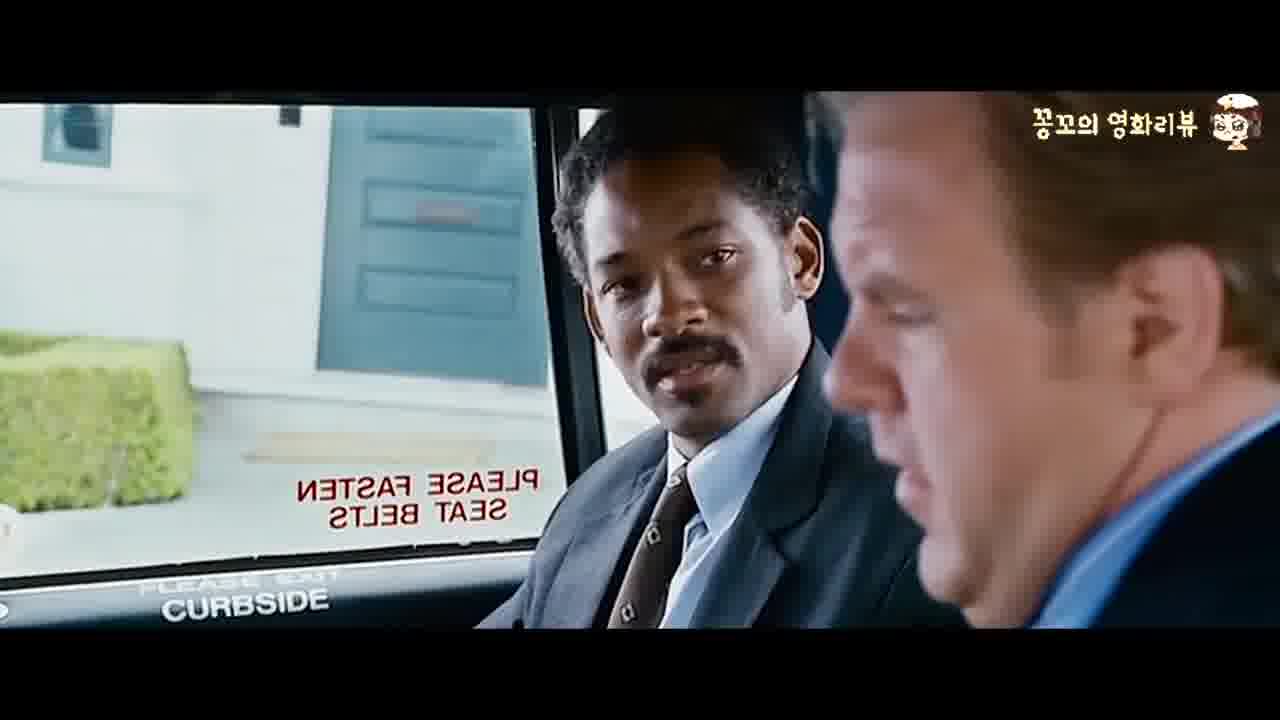 꽁꼬의 영화리뷰
PLEASE FASTEN
SEAT BELTS
PLEASE EXIT
CURBSIDE